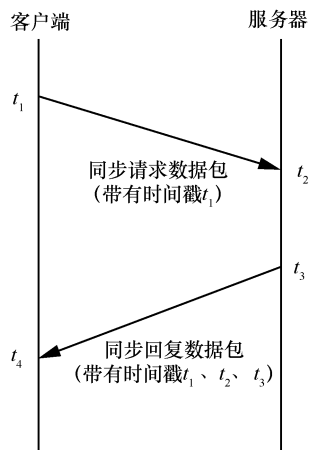 客户端
服务器
t1
同步请求数据包
t2
（带有时间戳t1）
t3
t4
同步回复数据包
（带有时间戳t1、t2、t3）